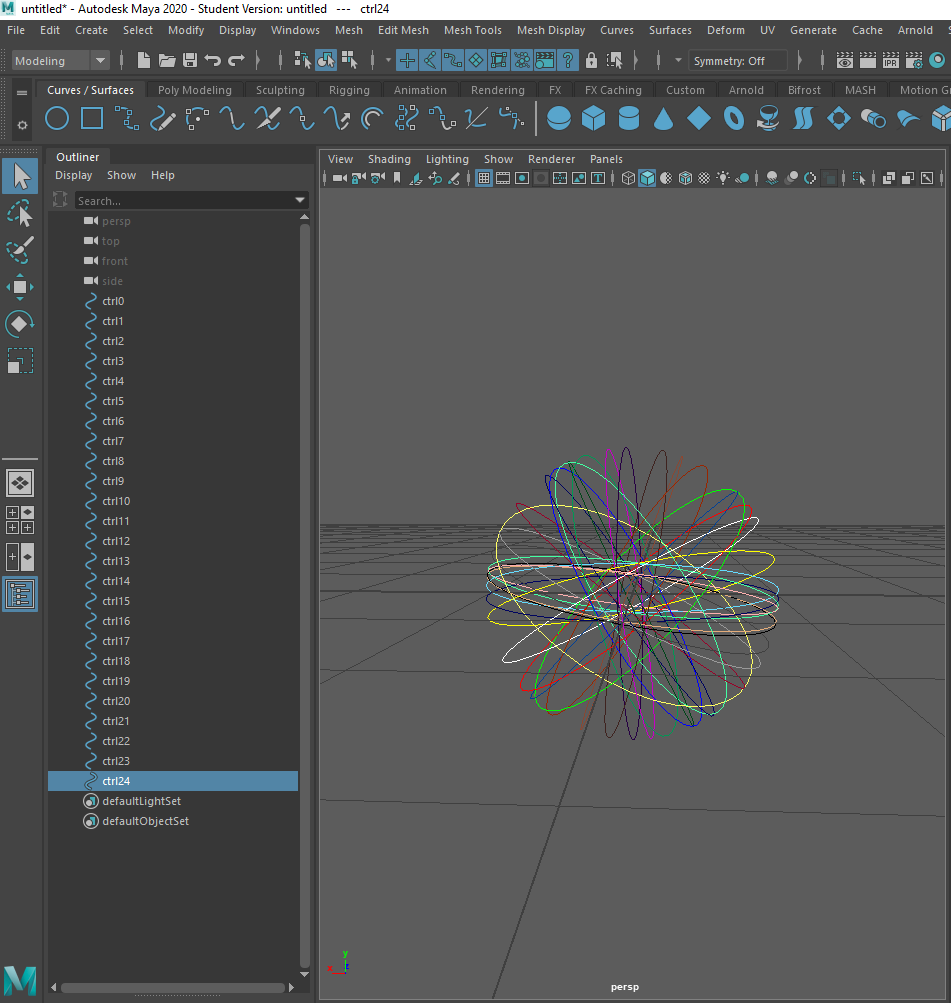 untitled* - Autodesk Maya 2020 - Student Version: untitled --- ctrl24
File Edit Create Select Modify Display Windows Mesh Edit Mesh Mesh Tools Mesh Display Curves Surfaces Deform UV Generate Cache Arnold
Modeling Symmetry: Off IPR
Curves / Surfaces Poly Modeling Sculpting Rigging Animation Rendering FX FX Caching Custom Arnold Bifrost MASH Motion Gr
Outliner
Display Show Help
Search...
persp
top
front
side
ctrl0
ctrl1
ctrl2
ctrl3
ctrl4
ctrl5
ctrl6
ctrl7
ctrl8
ctrl9
ctrl10
ctrl11
ctrl12
ctrl13
ctrl14
ctrl15
ctrl16
ctrl17
ctrl18
ctrl19
ctrl20
ctrl21
ctrl22
ctrl23
ctrl24
defaultLightSet
defaultObjectSet
View Shading Lighting Show Renderer Panels
y
x
z
persp
M